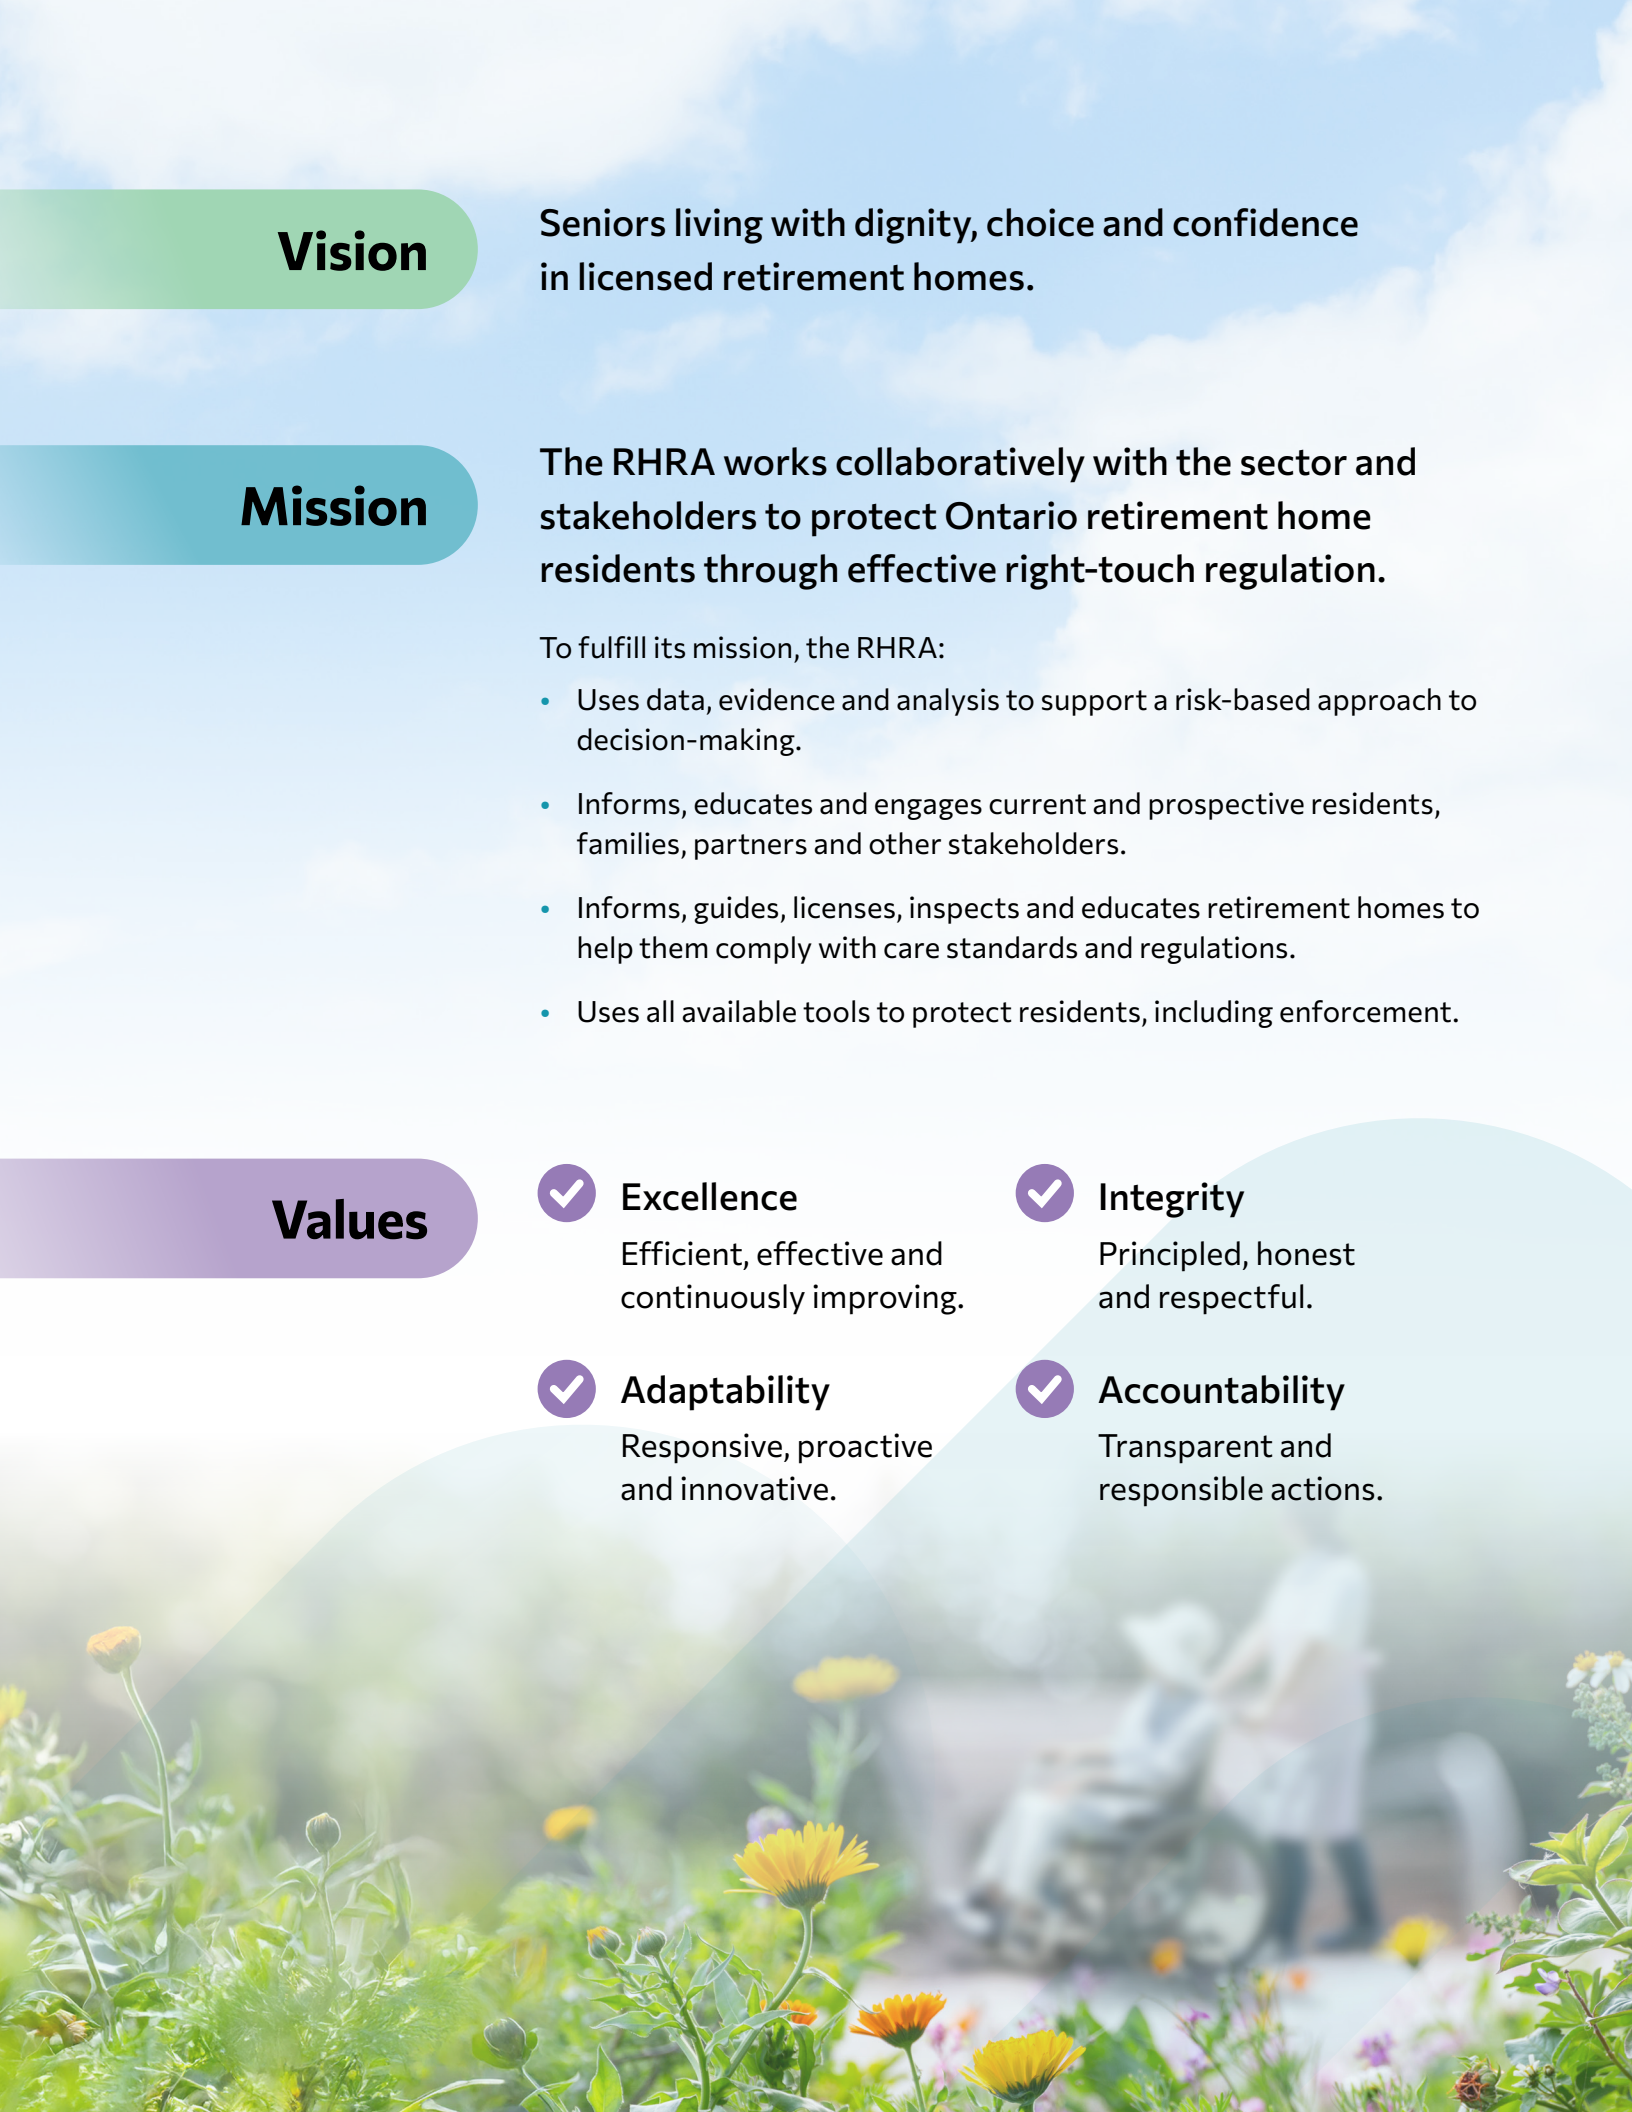 Vision
Seniors living with dignity, choice and confidence
in licensed retirement homes.
Mission
The RHRA works collaboratively with the sector and
stakeholders to protect Ontario retirement home
residents through effective right-touch regulation.
To fulfill its mission, the RHRA:
• Uses data, evidence and analysis to support a risk-based approach to
decision-making.
• Informs, educates and engages current and prospective residents,
families, partners and other stakeholders.
• Informs, guides, licenses, inspects and educates retirement homes to
help them comply with care standards and regulations.
• Uses all available tools to protect residents, including enforcement.
Values
Excellence
Efficient, effective and
continuously improving.
Integrity
Principled, honest
and respectful.
Adaptability
Responsive, proactive
and innovative.
Accountability
Transparent and
responsible actions.